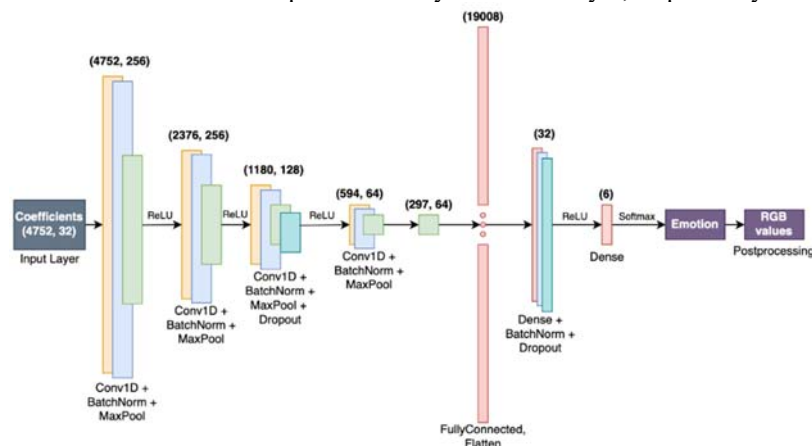 (19008)
(4752, 256)
(2376, 256)
(1180, 128)
(594, 64)
(297, 64)
(32)
(6)
Coefficients
(4752, 32)
Input Layer
ReLU
ReLU
ReLU
ReLU
Softmax
Emotion
RGB
values
Postprocessing
Dense
Conv1D +
BatchNorm +
MaxPool
Conv1D +
BatchNorm +
MaxPool
Conv1D +
BatchNorm +
MaxPool +
Dropout
Conv1D +
BatchNorm +
MaxPool
Dense +
BatchNorm +
Dropout
FullyConnected,
Flatten